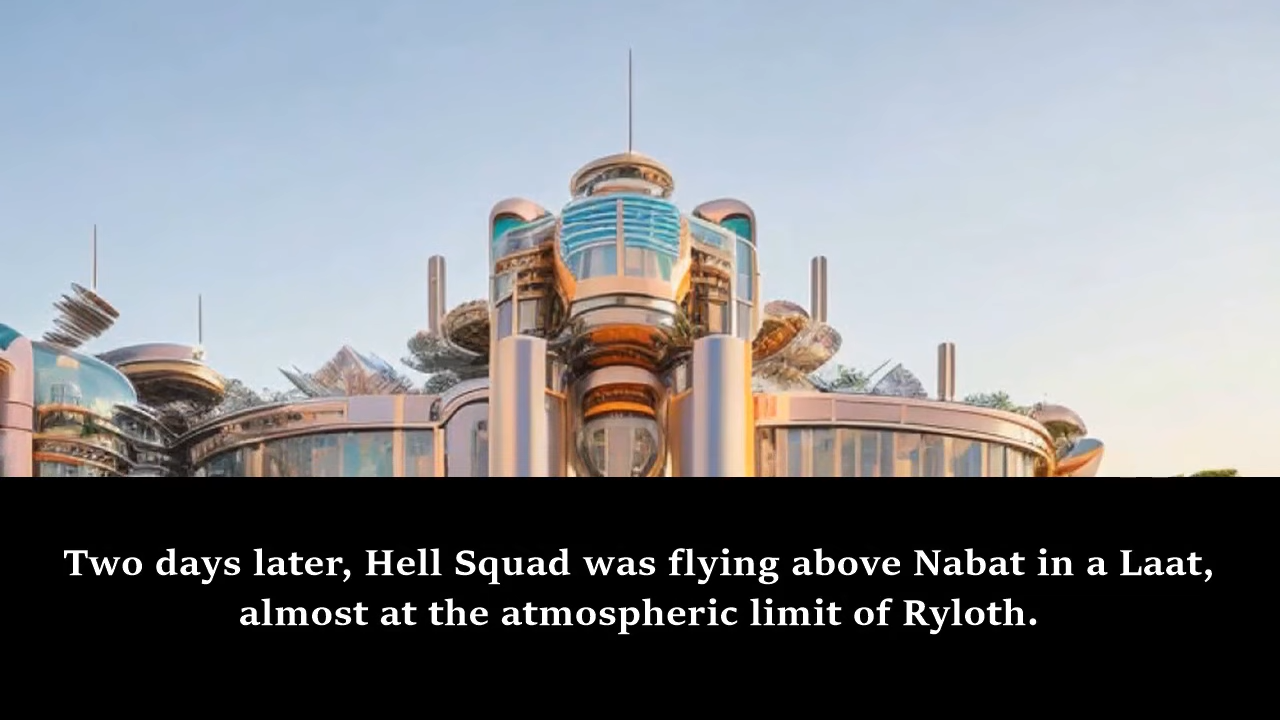 Two days later, Hell Squad was flying above Nabat in a Laat,
almost at the atmospheric limit of Ryloth.